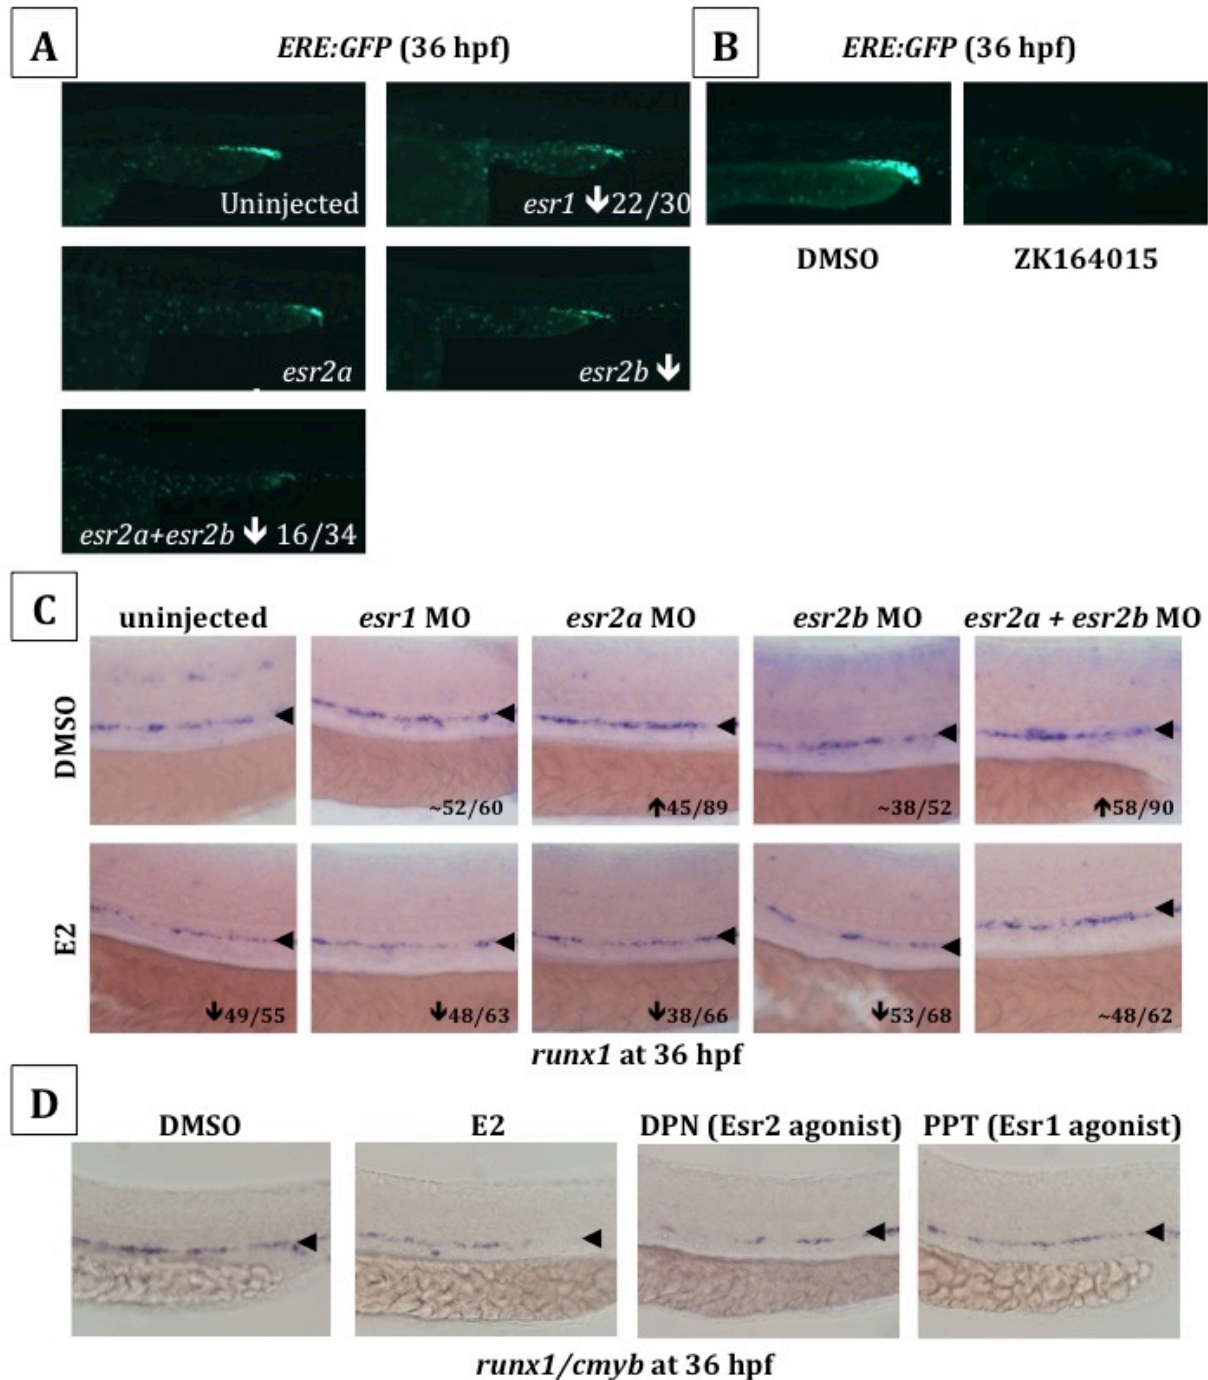 A
ERE:GFP (36 hpf)
B
ERE:GFP (36 hpf)
Uninjected
esr1 ↓22/30
DMSO
ZK164015
esr2a
esr2b ↓
esr2a+esr2b ↓ 16/34
C
uninjected
esr1 MO
esr2a MO
esr2b MO
esr2a + esr2b MO
DMSO
~52/60
↑45/89
~38/52
↑58/90
E2
↓49/55
↓48/63
↓38/66
↓53/68
~48/62
runx1 at 36 hpf
D
DMSO
E2
DPN (Esr2 agonist)
PPT (Esr1 agonist)
runx1/cmyb at 36 hpf